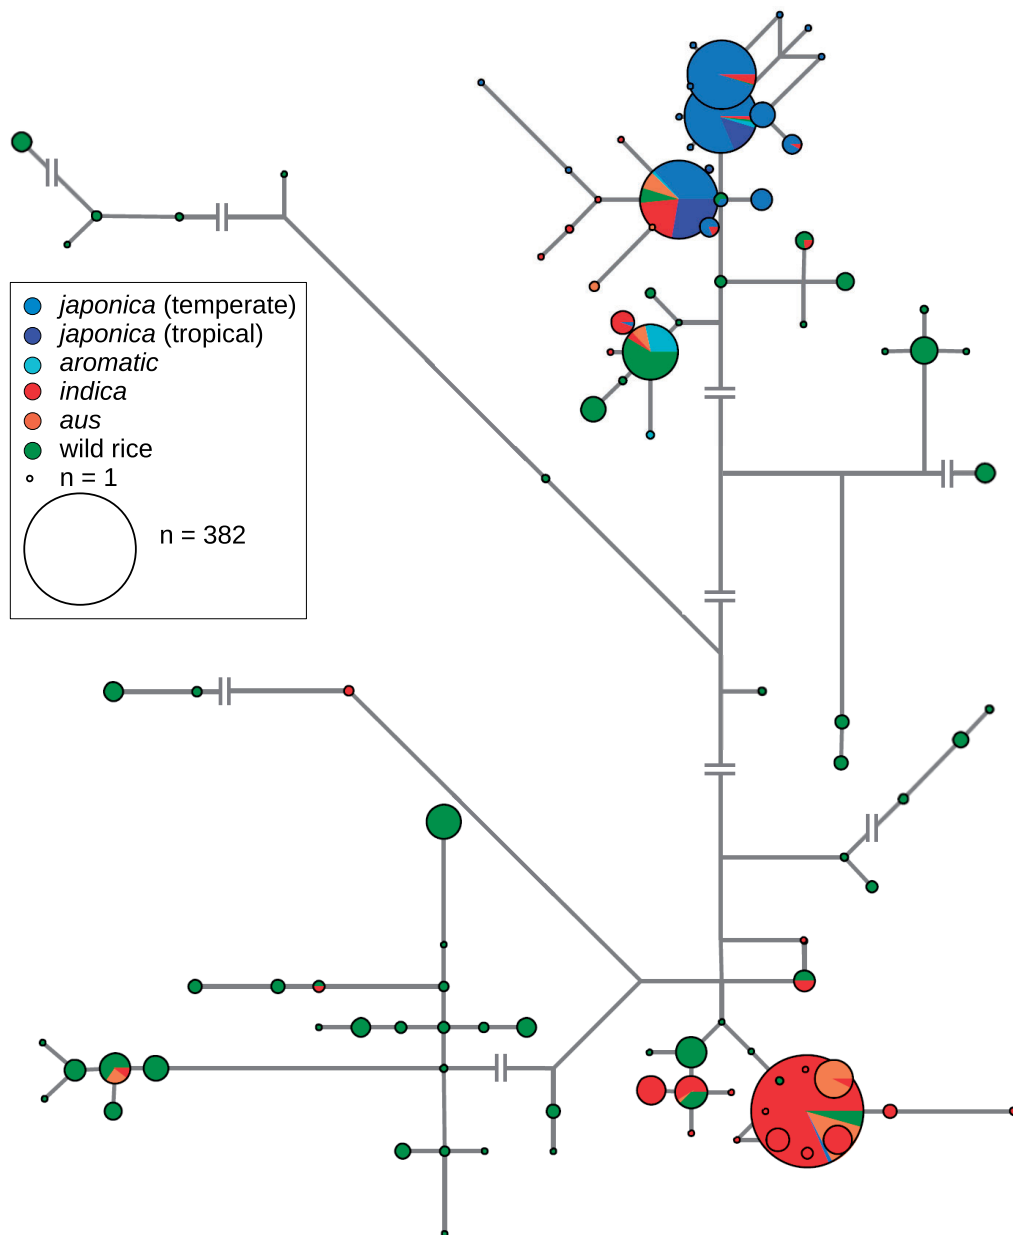 japonica (temperate)
japonica (tropical)
aromatic
indica
aus
wild rice
n = 1
n = 382